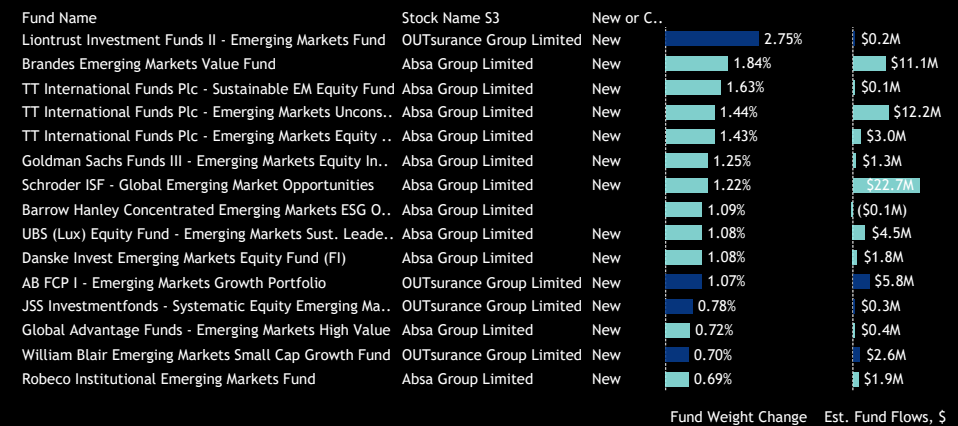 Fund Name Stock Name S3 New or C..
Liontrust Investment Funds II - Emerging Markets Fund OUTsurance Group Limited New 2.75% $0.2M
Brandes Emerging Markets Value Fund Absa Group Limited New 1.84% $11.1M
TT International Funds Plc - Sustainable EM Equity Fund Absa Group Limited New 1.63% $0.1M
TT International Funds Plc - Emerging Markets Uncons.. Absa Group Limited New 1.44% $12.2M
TT International Funds Plc - Emerging Markets Equity .. Absa Group Limited New 1.43% $3.0M
Goldman Sachs Funds III - Emerging Markets Equity In.. Absa Group Limited New 1.25% $1.3M
Schroder ISF - Global Emerging Market Opportunities Absa Group Limited New 1.22% $22.7M
Barrow Hanley Concentrated Emerging Markets ESG O.. Absa Group Limited 1.09% ($0.1M)
UBS (Lux) Equity Fund - Emerging Markets Sust. Leade.. Absa Group Limited New 1.08% $4.5M
Danske Invest Emerging Markets Equity Fund (FI) Absa Group Limited New 1.08% $1.8M
AB FCP I - Emerging Markets Growth Portfolio OUTsurance Group Limited New 1.07% $5.8M
JSS Investmentfonds - Systematic Equity Emerging Ma.. OUTsurance Group Limited New 0.78% $0.3M
Global Advantage Funds - Emerging Markets High Value Absa Group Limited New 0.72% $0.4M
William Blair Emerging Markets Small Cap Growth Fund OUTsurance Group Limited New 0.70% $2.6M
Robeco Institutional Emerging Markets Fund Absa Group Limited New 0.69% $1.9M
Fund Weight Change Est. Fund Flows, $